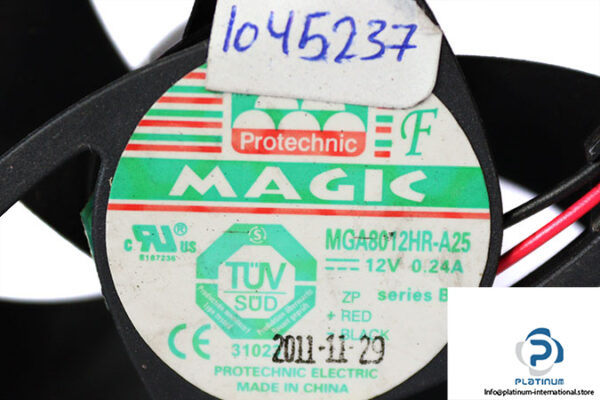 1045237
Protechnic
F
MAGIC
c RU us
E187236
MGA8012HR-A25
12V 0.24A
S
TÜV
SÜD
ZP series B
+ RED
- BLACK
CE
3102
2011-11-29
PROTECHNIC ELECTRIC
MADE IN CHINA
P
PLATINUM
Info@platinum-international.store